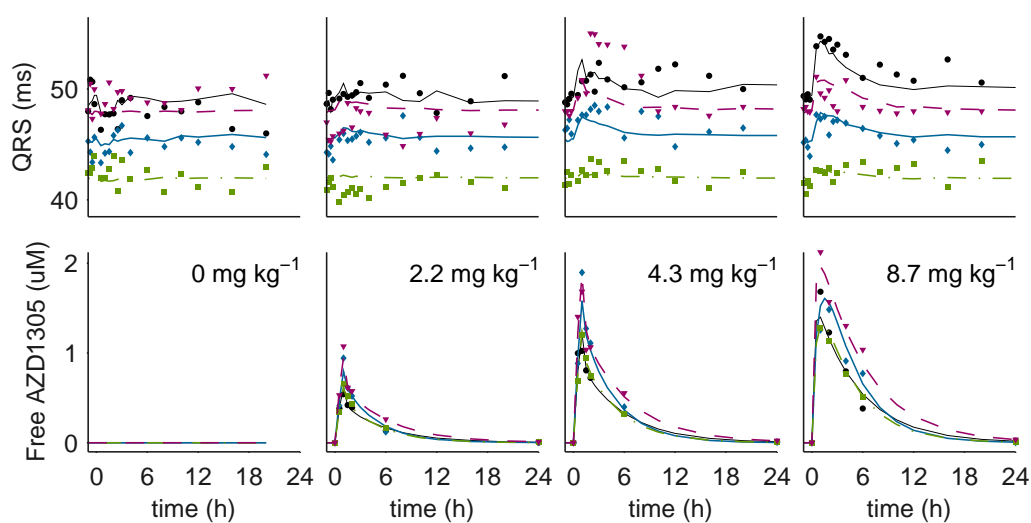 QRS (ms)
50
40
Free AZD1305 (uM)
2
1
0
0 mg kg⁻¹
2.2 mg kg⁻¹
4.3 mg kg⁻¹
8.7 mg kg⁻¹
0 6 12 18 24
0 6 12 18 24
0 6 12 18 24
0 6 12 18 24
time (h)
time (h)
time (h)
time (h)